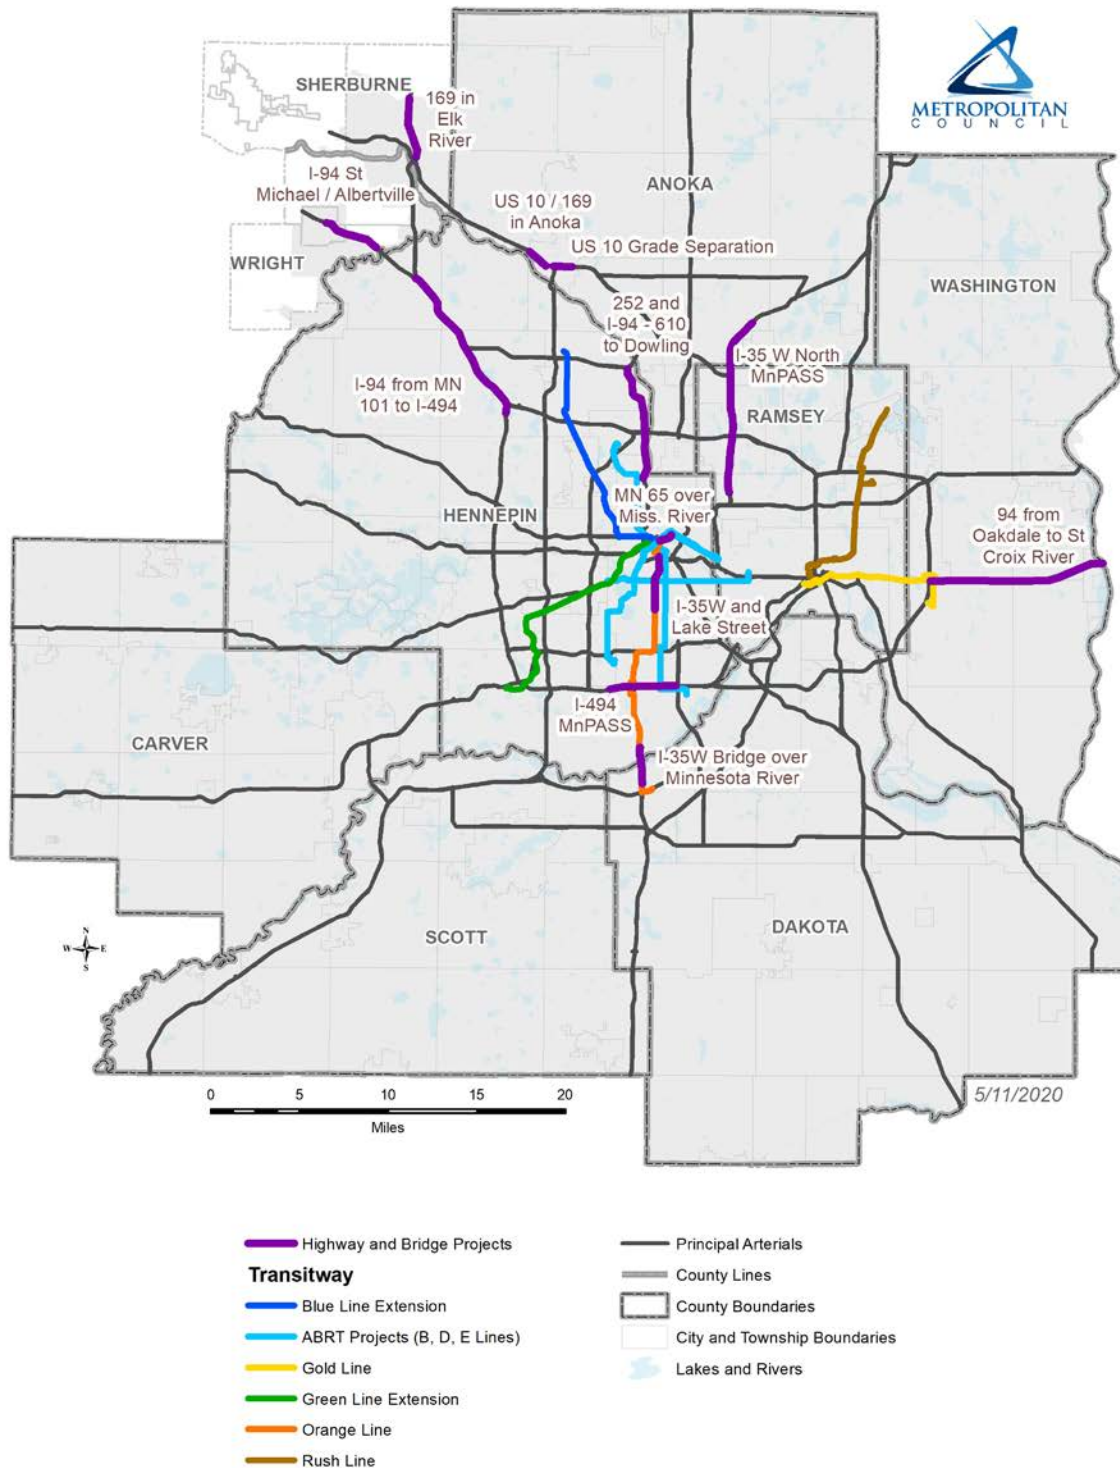 METROPOLITAN
COUNCIL
SHERBURNE
169 in
Elk
River
I-94 St
Michael / Albertville
ANOKA
US 10 / 169
in Anoka
US 10 Grade Separation
WRIGHT
WASHINGTON
252 and
I-94 - 610
to Dowling
I-35 W North
MnPASS
I-94 from MN
101 to I-494
RAMSEY
MN 65 over
Miss. River
HENNEPIN
94 from
Oakdale to St
Croix River
I-35W and
Lake Street
I-494
MnPASS
CARVER
I-35W Bridge over
Minnesota River
SCOTT
DAKOTA
N
W E
S
5/11/2020
0 5 10 15 20
Miles
Highway and Bridge Projects
Transitway
Blue Line Extension
ABRT Projects (B, D, E Lines)
Gold Line
Green Line Extension
Orange Line
Rush Line
Principal Arterials
County Lines
County Boundaries
City and Township Boundaries
Lakes and Rivers